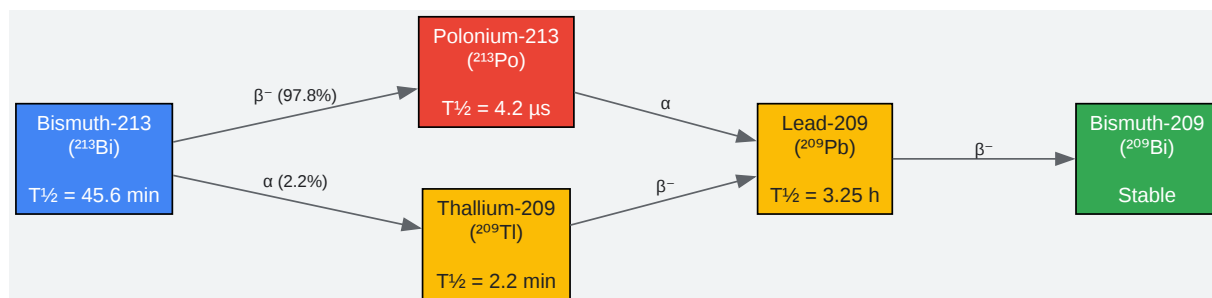 Bismuth-213
(²¹³Bi)
T½ = 45.6 min
β⁻ (97.8%)
α (2.2%)
Polonium-213
(²¹³Po)
T½ = 4.2 µs
Thallium-209
(²⁰⁹Tl)
T½ = 2.2 min
α
β⁻
Lead-209
(²⁰⁹Pb)
T½ = 3.25 h
β⁻
Bismuth-209
(²⁰⁹Bi)
Stable